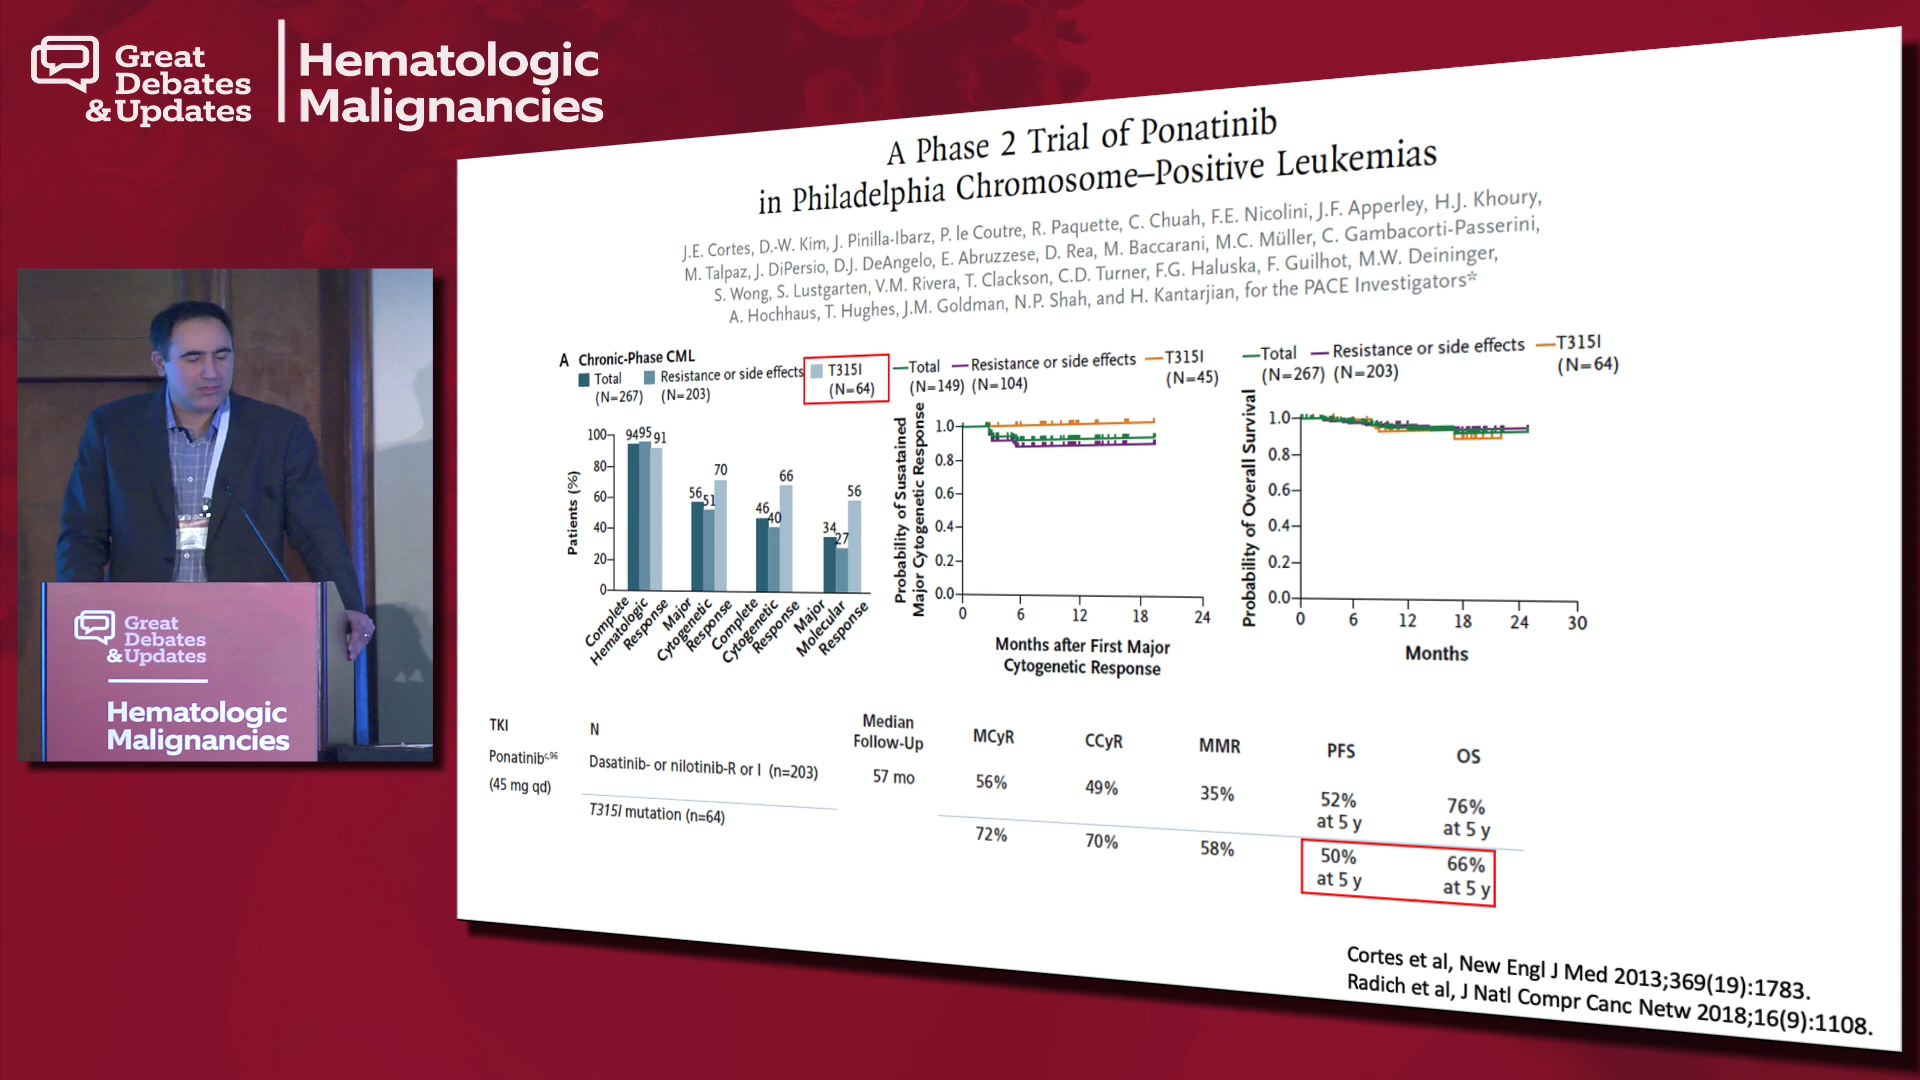 Great
Debates
& Updates
Hematologic
Malignancies
A Phase 2 Trial of Ponatinib
in Philadelphia Chromosome–Positive Leukemias
J.E. Cortes, D.-W. Kim, J. Pinilla-Ibarz, P. le Coutre, R. Paquette, C. Chuah, F.E. Nicolini, J.F. Apperley, H.J. Khoury,
M. Talpaz, J. DiPersio, D.J. DeAngelo, E. Abruzzese, D. Rea, M. Baccarani, M.C. Müller, C. Gambacorti-Passerini,
S. Wong, S. Lustgarten, V.M. Rivera, T. Clackson, C.D. Turner, F.G. Haluska, F. Guilhot, M.W. Deininger,
A. Hochhaus, T. Hughes, J.M. Goldman, N.P. Shah, and H. Kantarjian, for the PACE Investigators*
A Chronic-Phase CML
Total
(N=267)
Resistance or side effects
(N=203)
T315I
(N=64)
Patients (%)
100
80
60
40
20
0
94 95 91
56 51 70
46 40 66
34 27 56
Complete
Hematologic
Response
Major
Cytogenetic
Response
Complete
Cytogenetic
Response
Major
Molecular
Response
Total
(N=149)
Resistance or side effects
(N=104)
T315I
(N=45)
Probability of Susatained
Major Cytogenetic Response
1.0
0.8
0.6
0.4
0.2
0.0
0 6 12 18 24
Months after First Major
Cytogenetic Response
Total
(N=267)
Resistance or side effects
(N=203)
T315I
(N=64)
Probability of Overall Survival
1.0
0.8
0.6
0.4
0.2
0.0
0 6 12 18 24 30
Months
TKI N Median Follow-Up MCyR CCyR MMR PFS OS
Ponatinibc,96
(45 mg qd)
Dasatinib- or nilotinib-R or I (n=203) 57 mo 56% 49% 35% 52% at 5 y 76% at 5 y
T315I mutation (n=64) 72% 70% 58% 50% at 5 y 66% at 5 y
Cortes et al, New Engl J Med 2013;369(19):1783.
Radich et al, J Natl Compr Canc Netw 2018;16(9):1108.
Great
Debates
& Updates
Hematologic
Malignancies